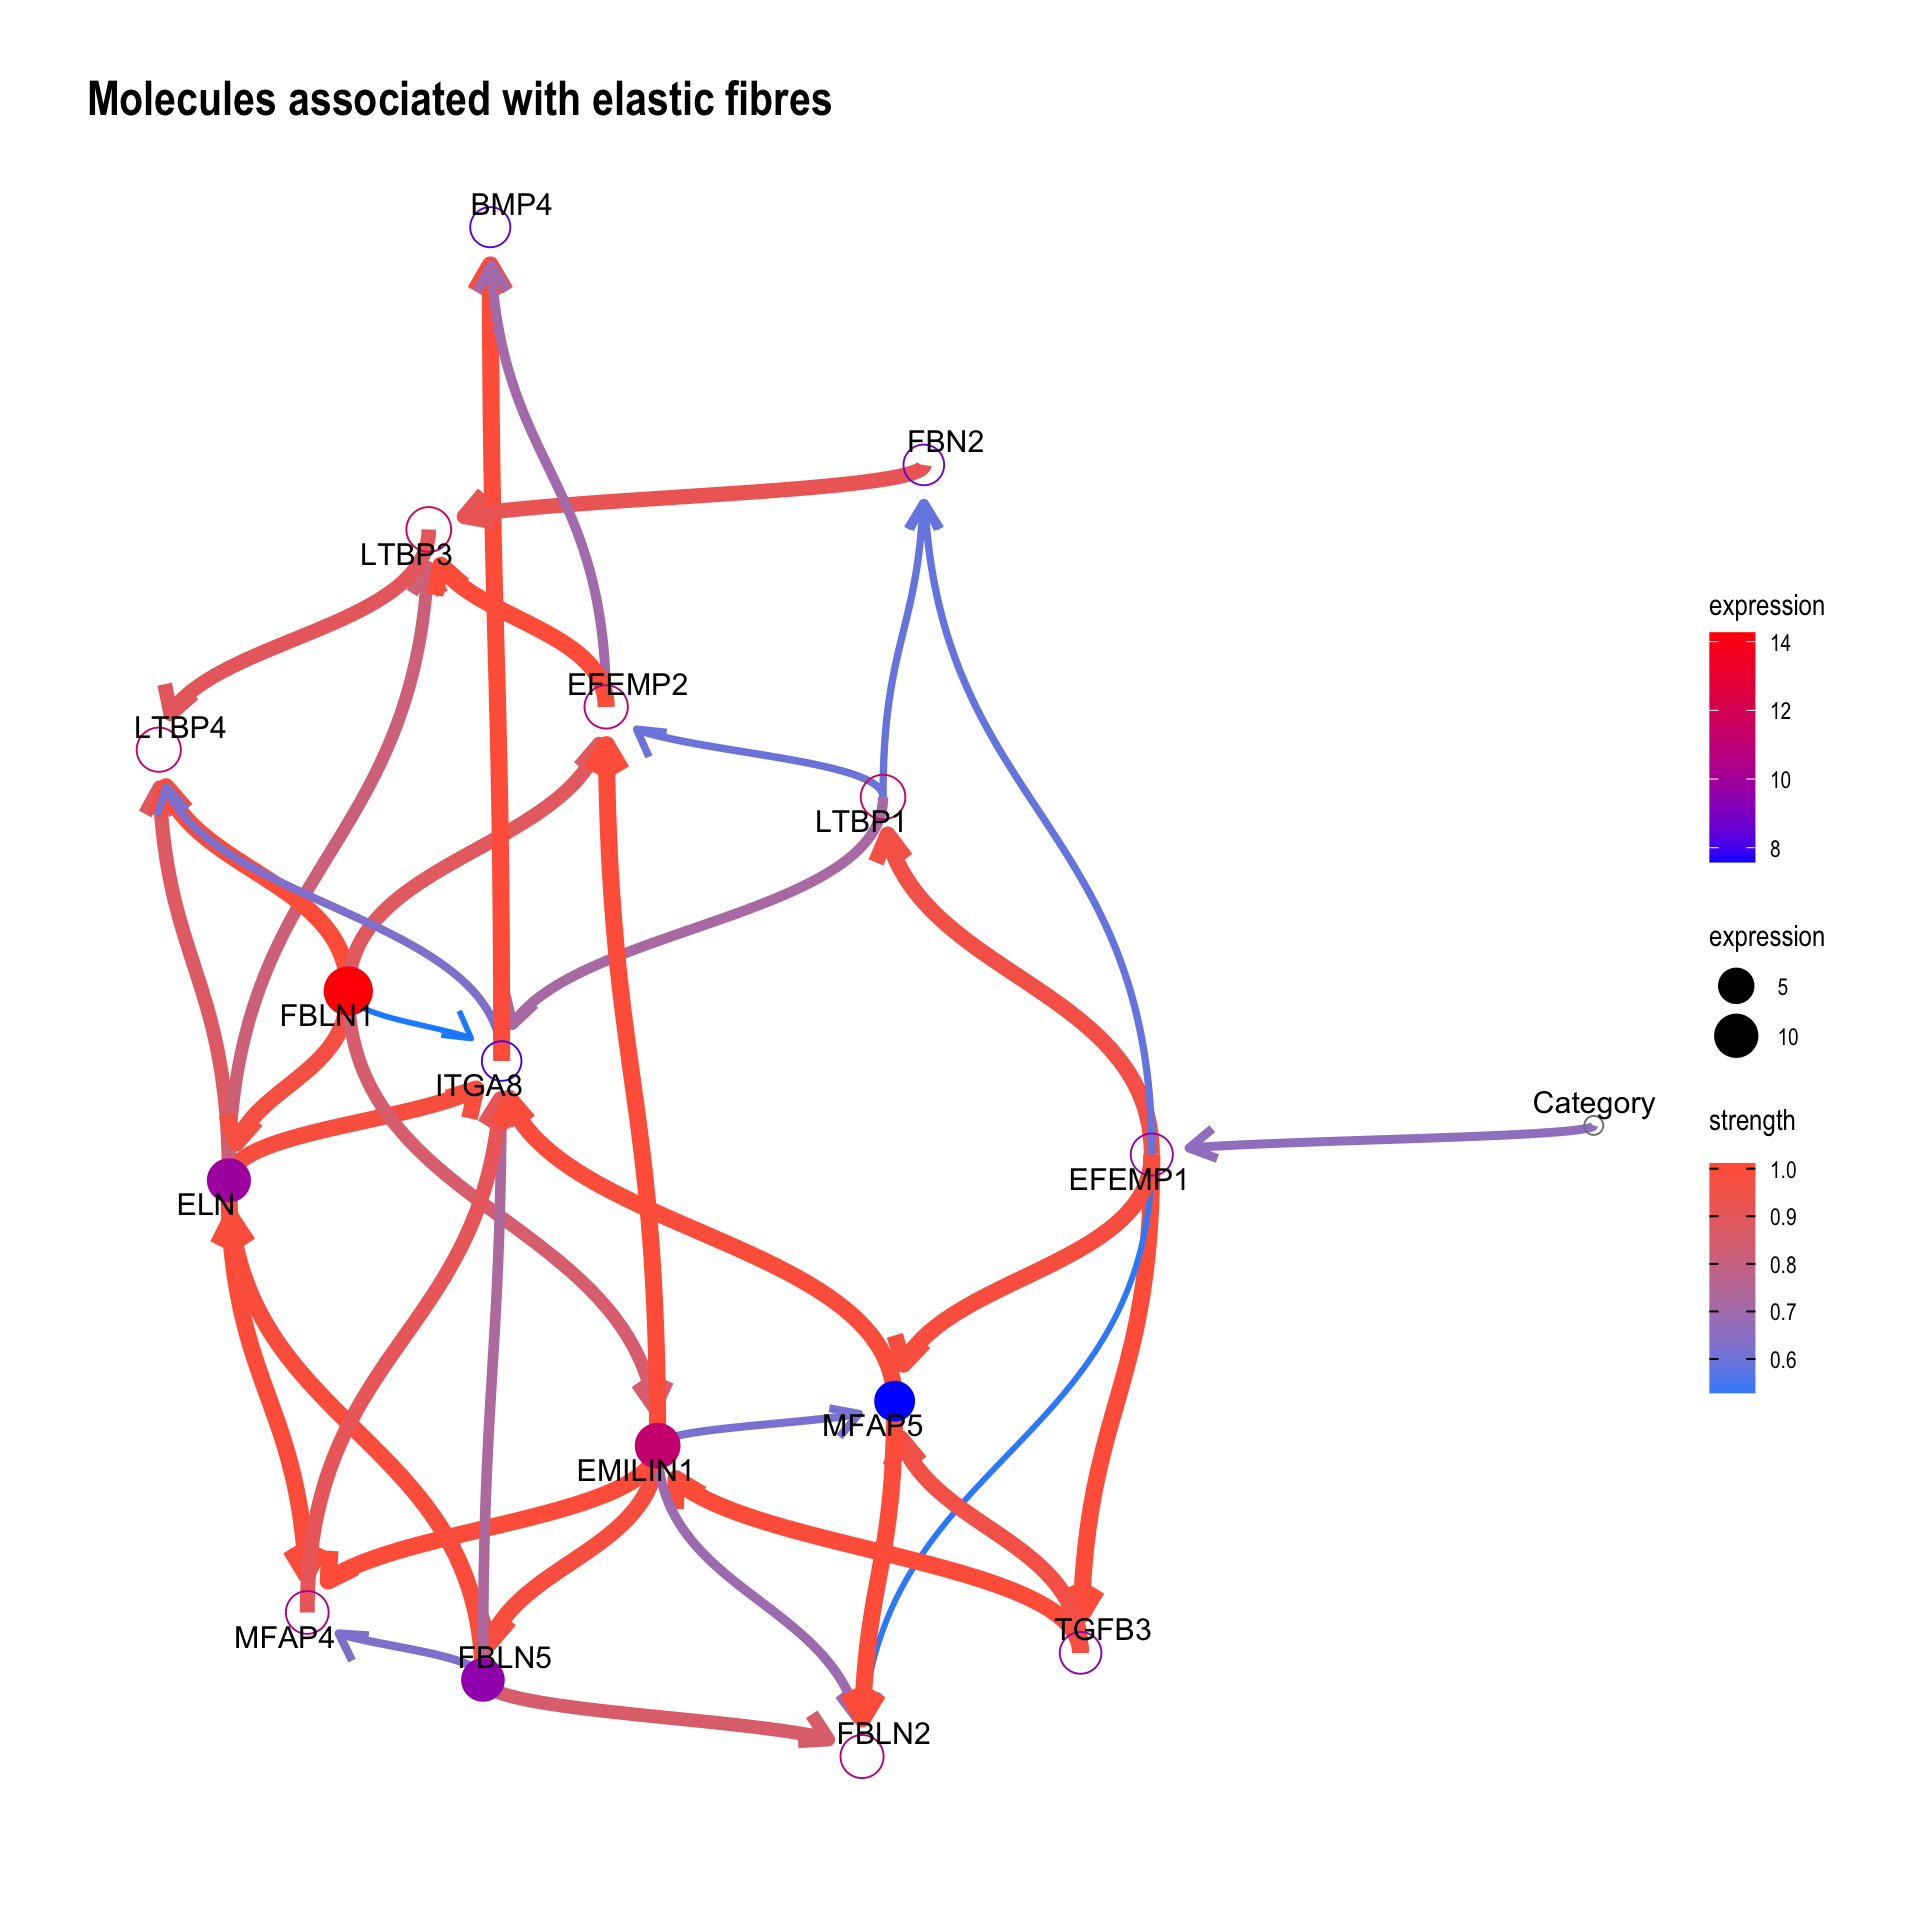 Molecules associated with elastic fibres
BMP4
FBN2
LTBP3
EFEMP2
LTBP4
LTBP1
FBLN1
ITGA8
Category
EFEMP1
ELN
MFAP5
EMILIN1
MFAP4
FBLN5
TGFB3
FBLN2
expression
14
12
10
8
expression
5
10
strength
1.0
0.9
0.8
0.7
0.6